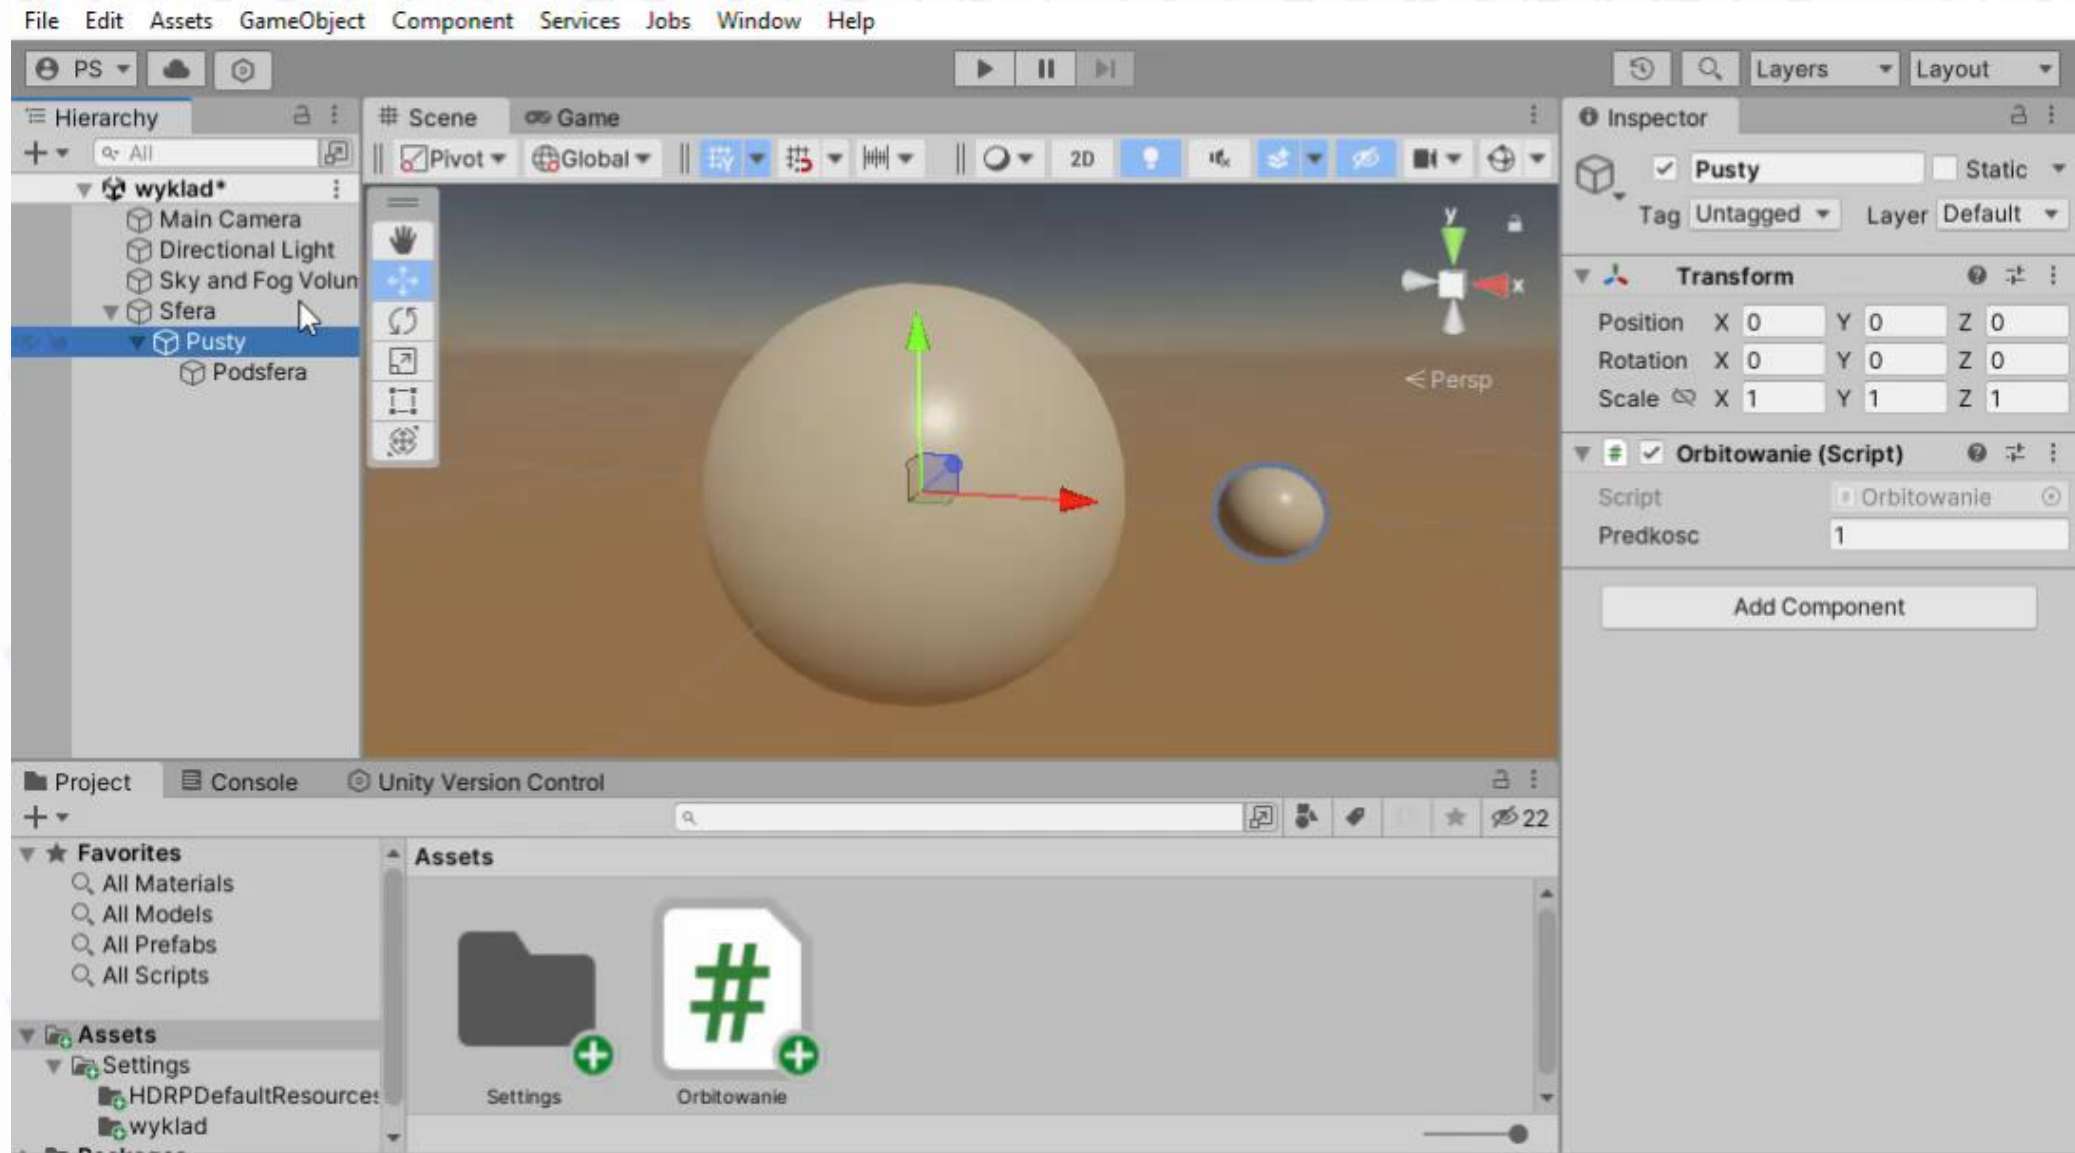 File Edit Assets GameObject Component Services Jobs Window Help
PS Layers Layout
Hierarchy
All
wyklad*
Main Camera
Directional Light
Sky and Fog Volum
Sfera
Pusty
Podsfera
Scene Game
Pivot Global 2D
y
x
Persp
Inspector
Pusty Static
Tag Untagged Layer Default
Transform
Position X 0 Y 0 Z 0
Rotation X 0 Y 0 Z 0
Scale X 1 Y 1 Z 1
# Orbitowanie (Script)
Script Orbitowanie
Predkosc 1
Add Component
Project Console Unity Version Control
22
Favorites
All Materials
All Models
All Prefabs
All Scripts
Assets
Settings
HDRPDefaultResources
wyklad
Assets
#
Settings Orbitowanie